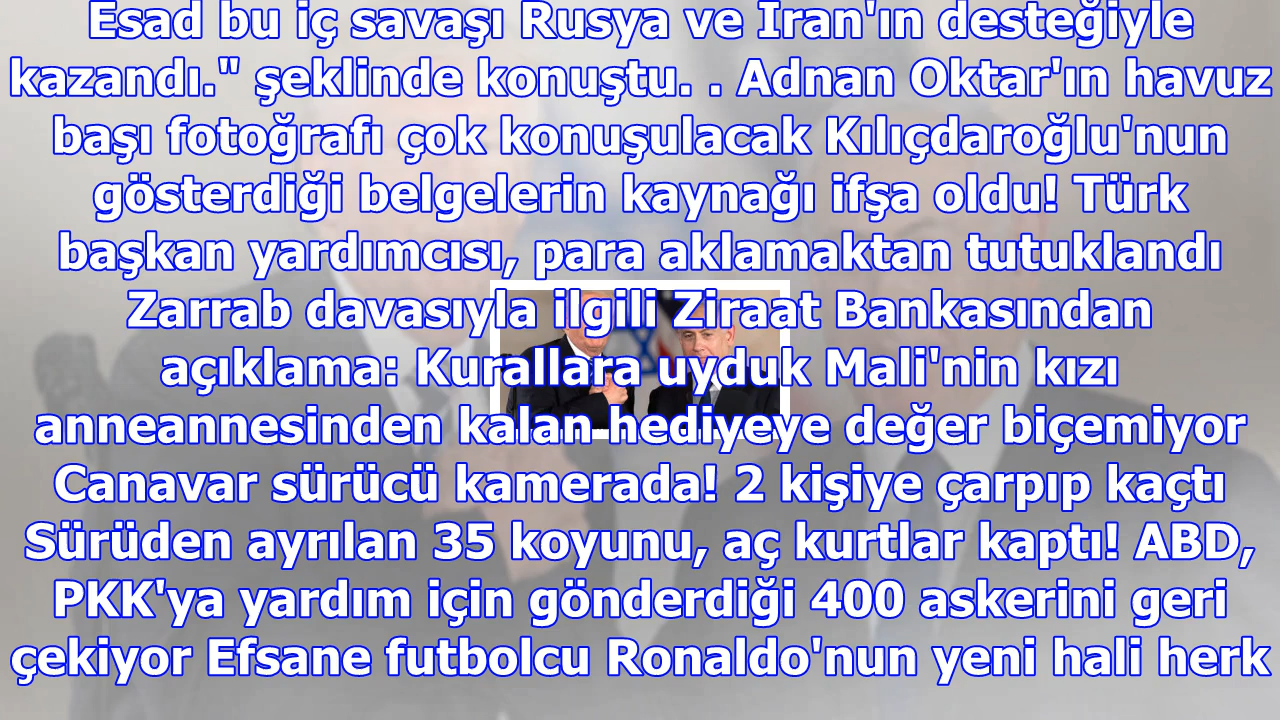 Esad bu iç savaşı Rusya ve İran'ın desteğiyle
kazandı." şeklinde konuştu. . Adnan Oktar'ın havuz
başı fotoğrafı çok konuşulacak Kılıçdaroğlu'nun
gösterdiği belgelerin kaynağı ifşa oldu! Türk
başkan yardımcısı, para aklamaktan tutuklandı
Zarrab davasıyla ilgili Ziraat Bankasından
açıklama: Kurallara uyduk Mali'nin kızı
anneannesinden kalan hediyeye değer biçemiyor
Canavar sürücü kamerada! 2 kişiye çarpıp kaçtı
Sürüden ayrılan 35 koyunu, aç kurtlar kaptı! ABD,
PKK'ya yardım için gönderdiği 400 askerini geri
çekiyor Efsane futbolcu Ronaldo'nun yeni hali herk